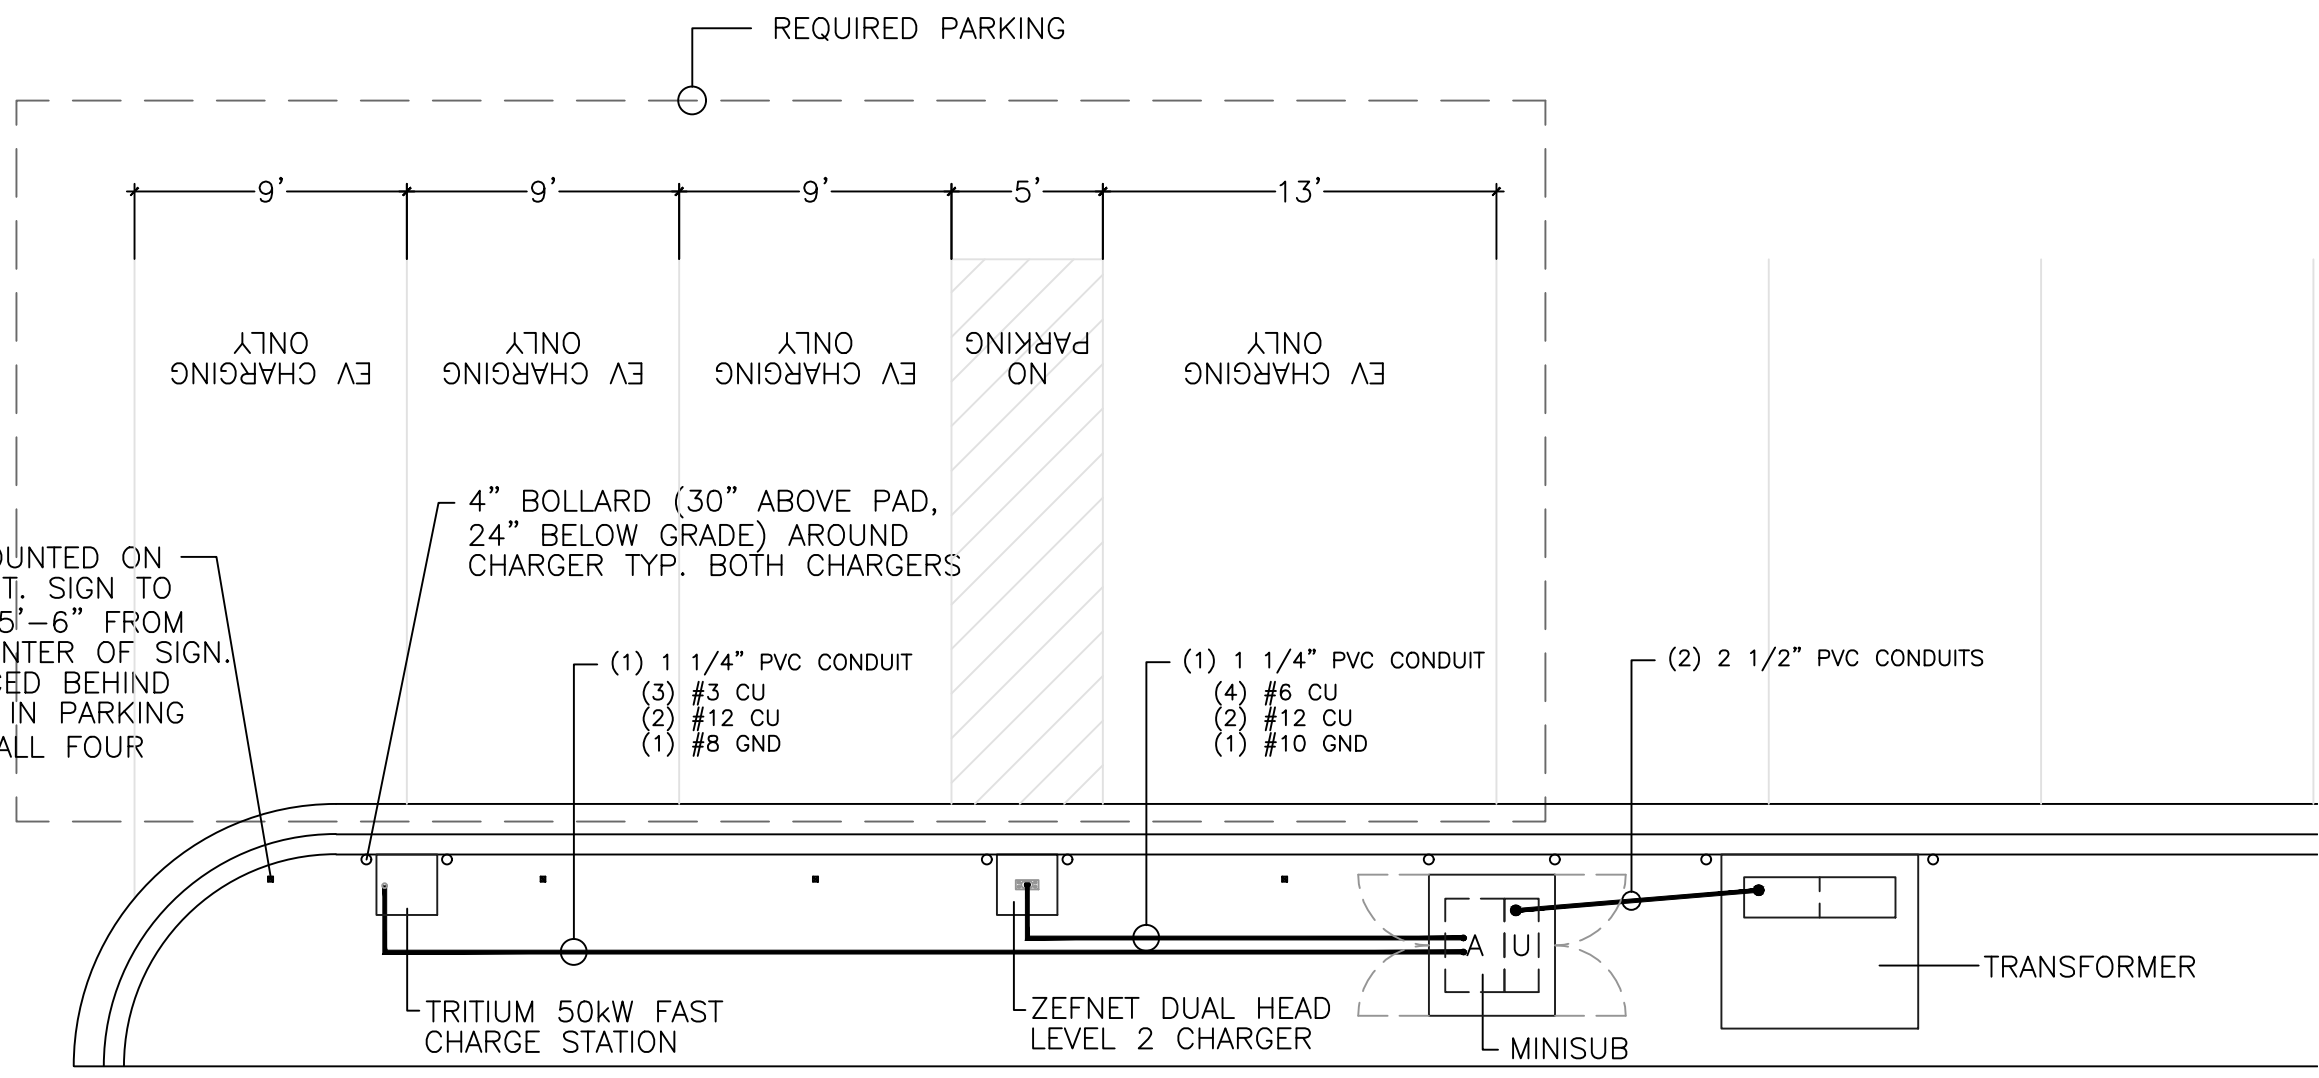 REQUIRED PARKING
9' 9' 9' 5' 13'
EV CHARGING
ONLY
EV CHARGING
ONLY
EV CHARGING
ONLY
NO
PARKING
EV CHARGING
ONLY
4” BOLLARD (30” ABOVE PAD,
24” BELOW GRADE) AROUND
CHARGER TYP. BOTH CHARGERS
OUNTED ON
T. SIGN TO
5'-6” FROM
NTER OF SIGN.
CED BEHIND
IN PARKING
ALL FOUR
(1) 1 1/4” PVC CONDUIT
(3) #3 CU
(2) #12 CU
(1) #8 GND
(1) 1 1/4” PVC CONDUIT
(4) #6 CU
(2) #12 CU
(1) #10 GND
(2) 2 1/2” PVC CONDUITS
A U
TRITIUM 50kW FAST
CHARGE STATION
ZEFNET DUAL HEAD
LEVEL 2 CHARGER
MINISUB
TRANSFORMER